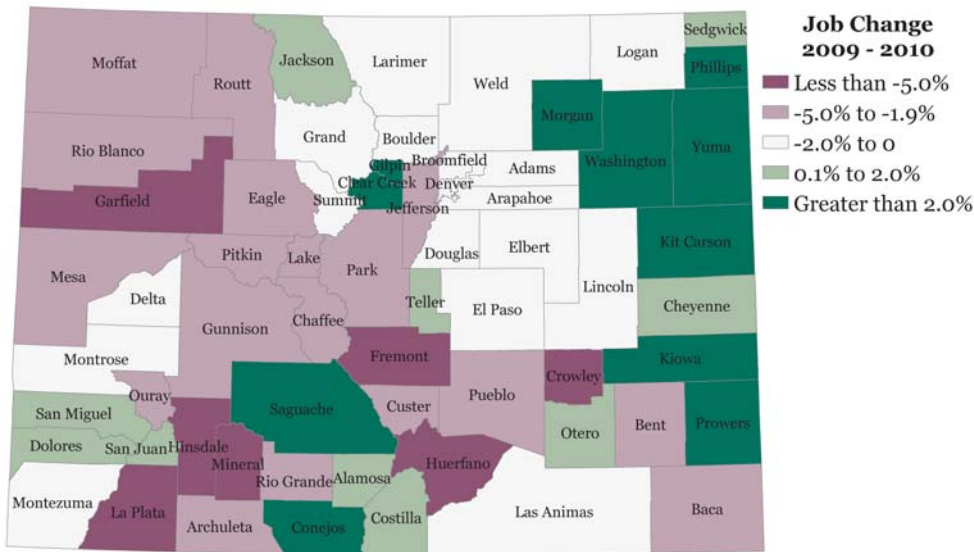 Job Change
2009 - 2010
Less than -5.0%
-5.0% to -1.9%
-2.0% to 0
0.1% to 2.0%
Greater than 2.0%
Moffat
Routt
Jackson
Larimer
Weld
Logan
Sedgwick
Phillips
Morgan
Washington
Yuma
Rio Blanco
Grand
Boulder
Gilpin
Broomfield
Adams
Clear Creek
Denver
Garfield
Eagle
Summit
Jefferson
Arapahoe
Mesa
Pitkin
Lake
Park
Douglas
Elbert
Kit Carson
Delta
Gunnison
Chaffee
Teller
El Paso
Lincoln
Cheyenne
Montrose
Fremont
Crowley
Kiowa
Ouray
Saguache
Custer
Pueblo
Otero
Bent
Prowers
San Miguel
Dolores
San Juan
Hinsdale
Mineral
Rio Grande
Alamosa
Huerfano
Montezuma
La Plata
Archuleta
Conejos
Costilla
Las Animas
Baca